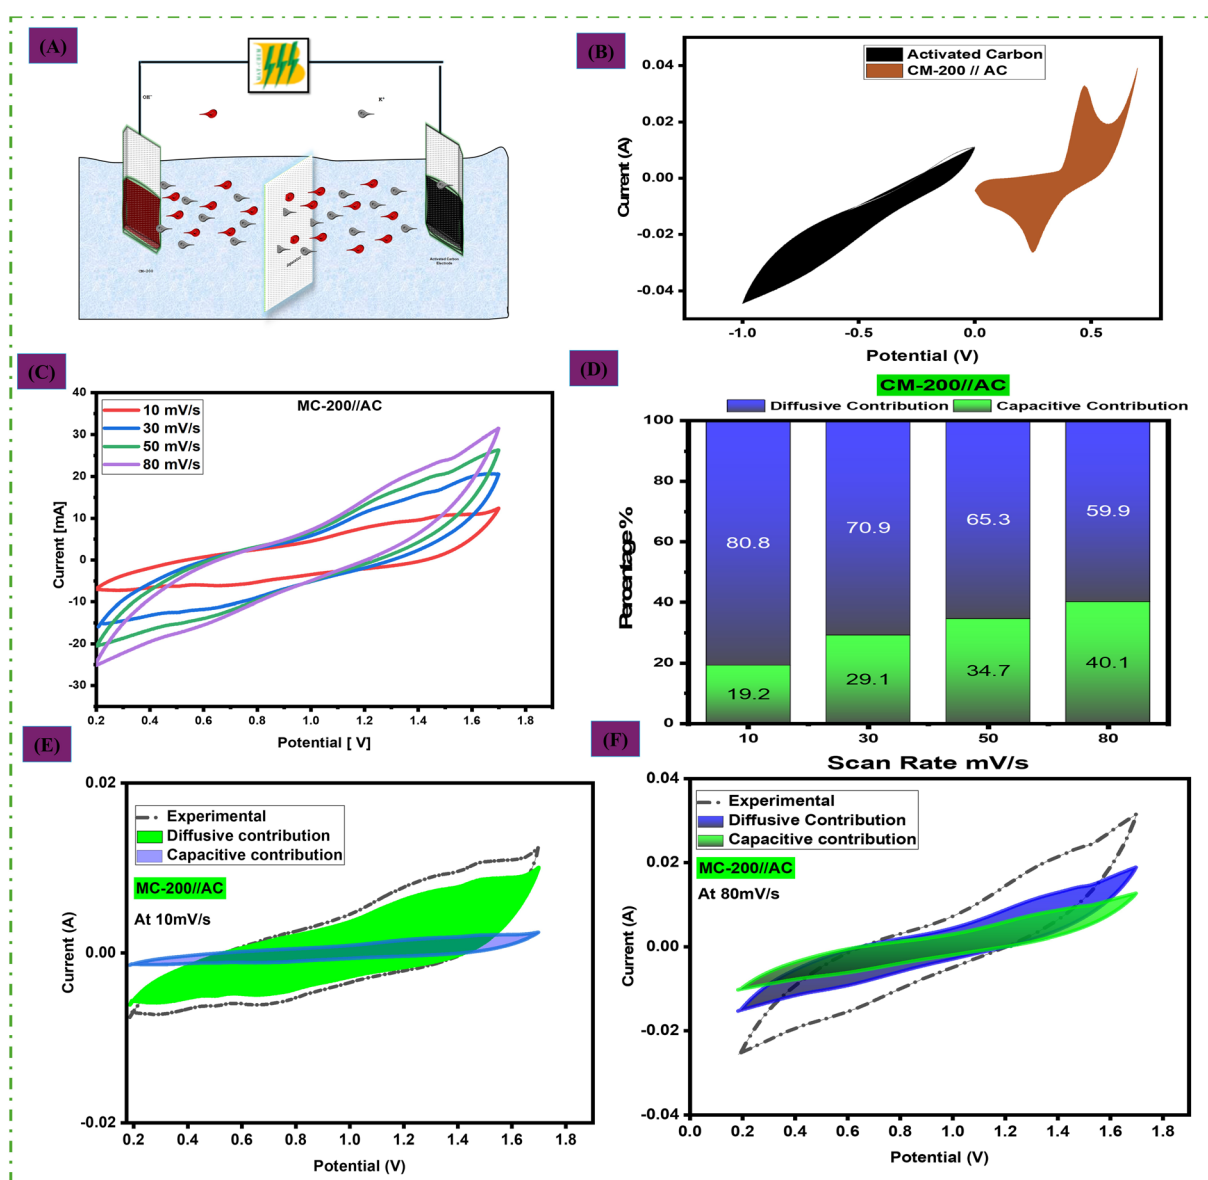 (A)
MAT-CHEM
OH⁻
K⁺
CM-200
Separator
Activated Carbon
Electrode
(B)
Activated Carbon
CM-200 // AC
Current (A)
0.04
0.02
0.00
-0.02
-0.04
-1.0 -0.5 0.0 0.5
Potential (V)
(C)
MC-200//AC
10 mV/s
30 mV/s
50 mV/s
80 mV/s
Current [mA]
40
30
20
10
0
-10
-20
-30
0.2 0.4 0.6 0.8 1.0 1.2 1.4 1.6 1.8
Potential [ V]
(D)
CM-200//AC
Diffusive Contribution Capacitive Contribution
Percentage%
100
80
60
40
20
0
80.8 70.9 65.3 59.9
19.2 29.1 34.7 40.1
10 30 50 80
Scan Rate mV/s
(E)
Experimental
Diffusive contribution
Capacitive contribution
MC-200//AC
At 10mV/s
Current (A)
0.02
0.00
-0.02
0.2 0.4 0.6 0.8 1.0 1.2 1.4 1.6 1.8
Potential (V)
(F)
Experimental
Diffusive Contribution
Capacitive contribution
MC-200//AC
At 80mV/s
Current (A)
0.04
0.02
0.00
-0.02
-0.04
0.0 0.2 0.4 0.6 0.8 1.0 1.2 1.4 1.6 1.8
Potential (V)